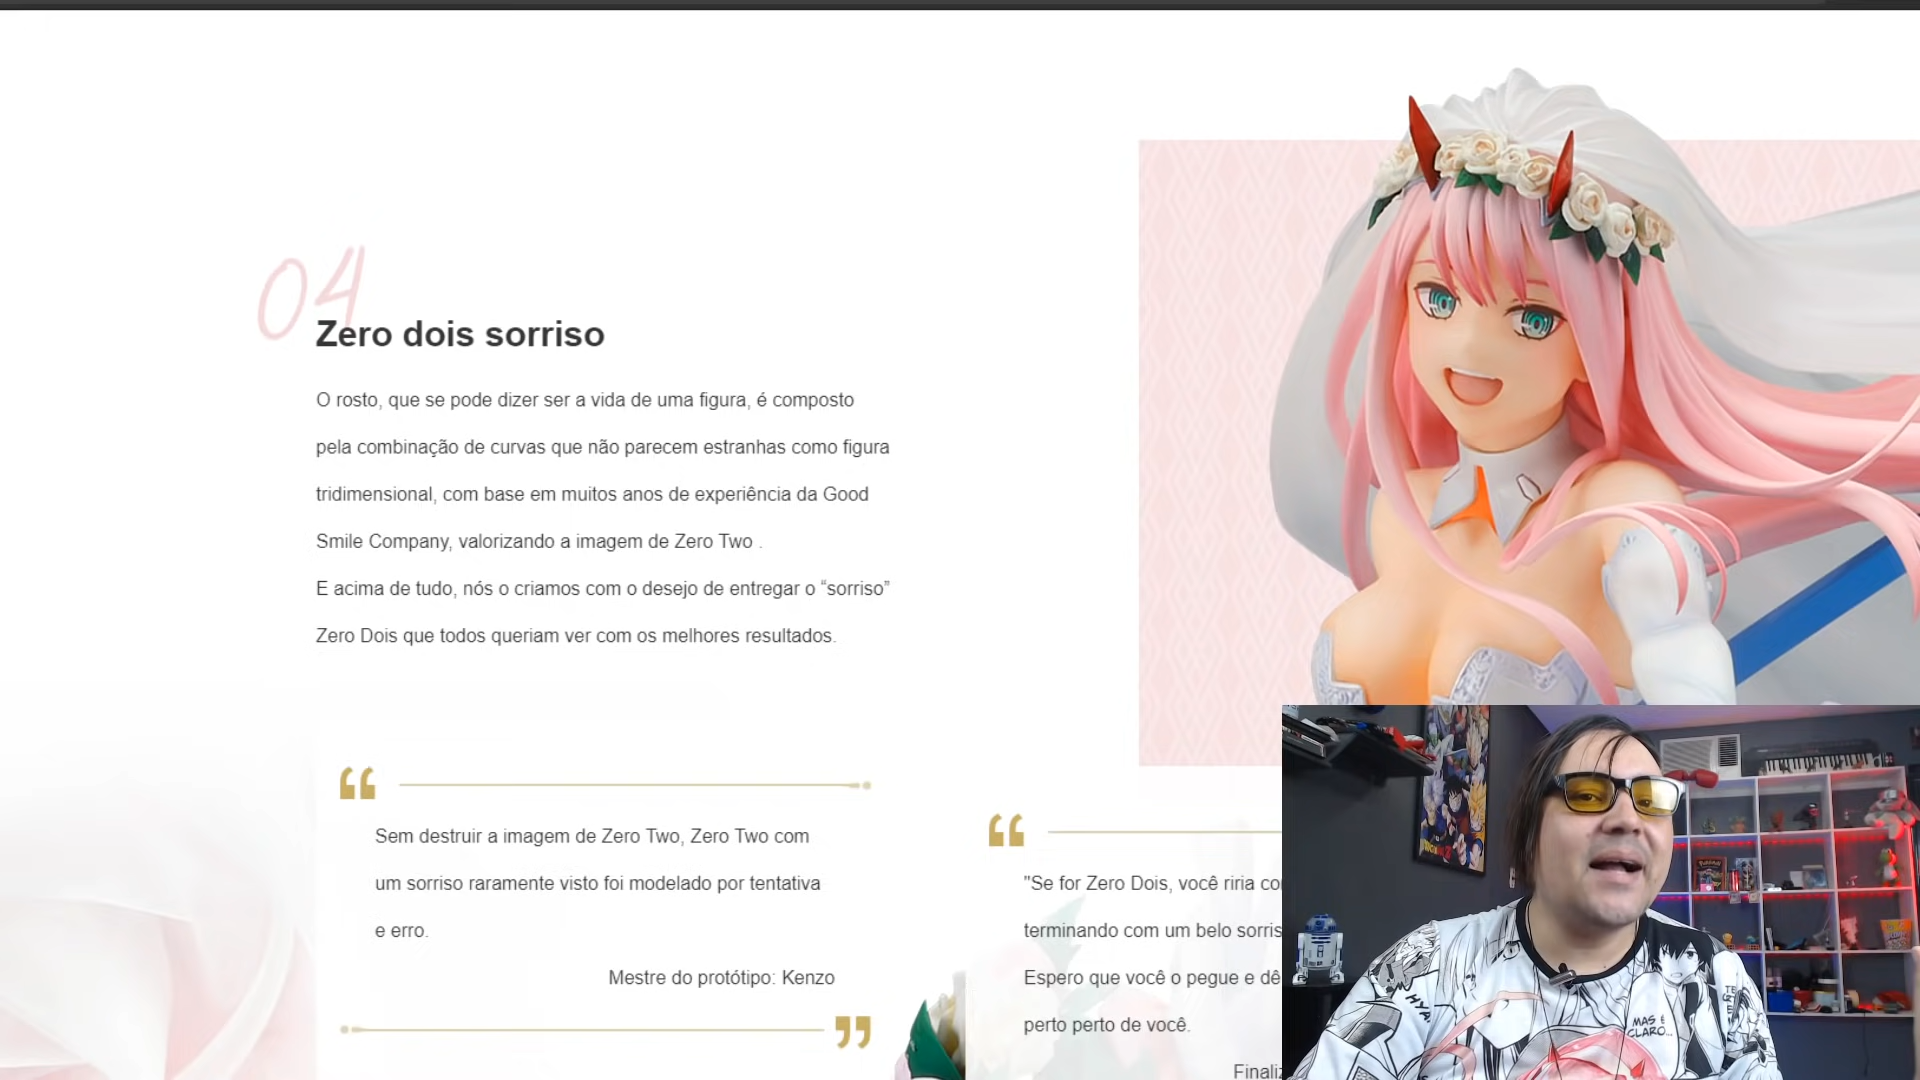 04
Zero dois sorriso
O rosto, que se pode dizer ser a vida de uma figura, é composto
pela combinação de curvas que não parecem estranhas como figura
tridimensional, com base em muitos anos de experiência da Good
Smile Company, valorizando a imagem de Zero Two .
E acima de tudo, nós o criamos com o desejo de entregar o “sorriso”
Zero Dois que todos queriam ver com os melhores resultados.
“
Sem destruir a imagem de Zero Two, Zero Two com
um sorriso raramente visto foi modelado por tentativa
e erro.
Mestre do protótipo: Kenzo
”
“
"Se for Zero Dois, você riria
terminando com um belo
Espero que você o pegue e dê
perto perto de você.
MAS É
CLARO...